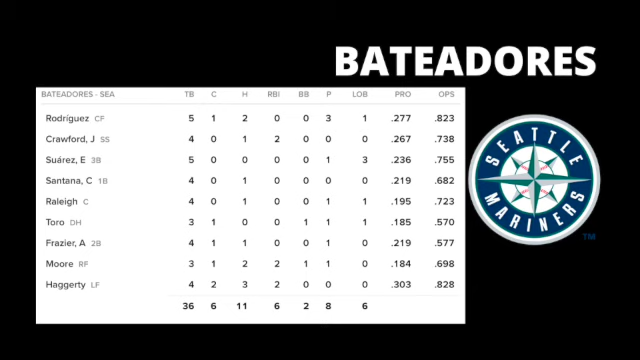 BATEADORES
BATEADORES - SEA TB C H RBI BB P LOB PRO OPS
Rodríguez CF 5 1 2 0 0 3 1 .277 .823
Crawford, J SS 4 0 1 2 0 0 0 .267 .738
Suárez, E 3B 5 0 0 0 0 1 3 .236 .755
Santana, C 1B 4 0 1 0 0 0 0 .219 .682
Raleigh C 4 0 1 0 0 1 1 .195 .723
Toro DH 3 1 0 0 1 1 1 .185 .570
Frazier, A 2B 4 1 1 0 0 1 0 .219 .577
Moore RF 3 1 2 2 1 1 0 .184 .698
Haggerty LF 4 2 3 2 0 0 0 .303 .828
36 6 11 6 2 8 6
SEATTLE
MARINERS
TM